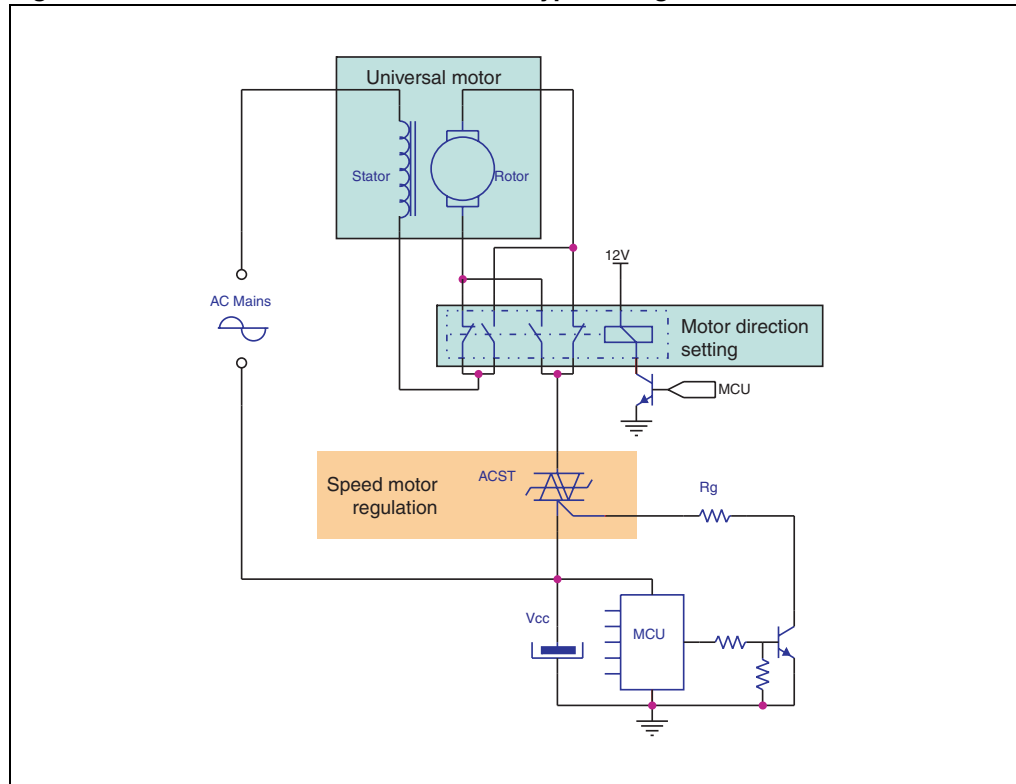 Universal motor
Stator
Rotor
12V
AC Mains
Motor direction
setting
MCU
ACST
Speed motor
regulation
Rg
Vcc
MCU